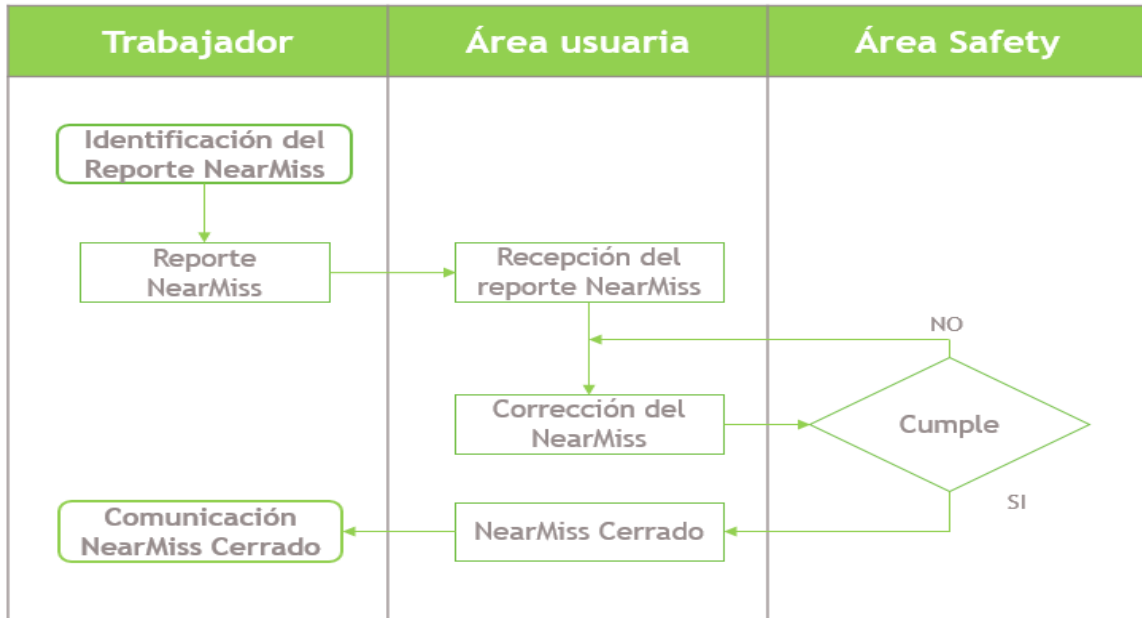 Trabajador
Área usuaria
Área Safety
Identificación del
Reporte NearMiss
Reporte
NearMiss
Recepción del
reporte NearMiss
NO
Corrección del
NearMiss
Cumple
SI
Comunicación
NearMiss Cerrado
NearMiss Cerrado